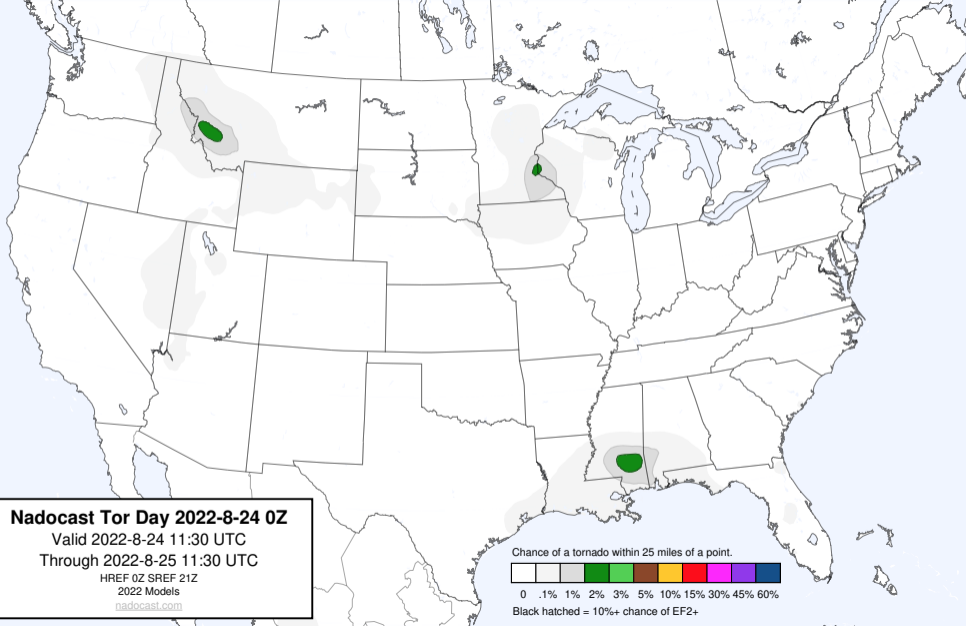 Nadocast Tor Day 2022-8-24 0Z
Valid 2022-8-24 11:30 UTC
Through 2022-8-25 11:30 UTC
HREF 0Z SREF 21Z
2022 Models
nadocast.com
Chance of a tornado within 25 miles of a point.
0 .1% 1% 2% 3% 5% 10% 15% 30% 45% 60%
Black hatched = 10%+ chance of EF2+